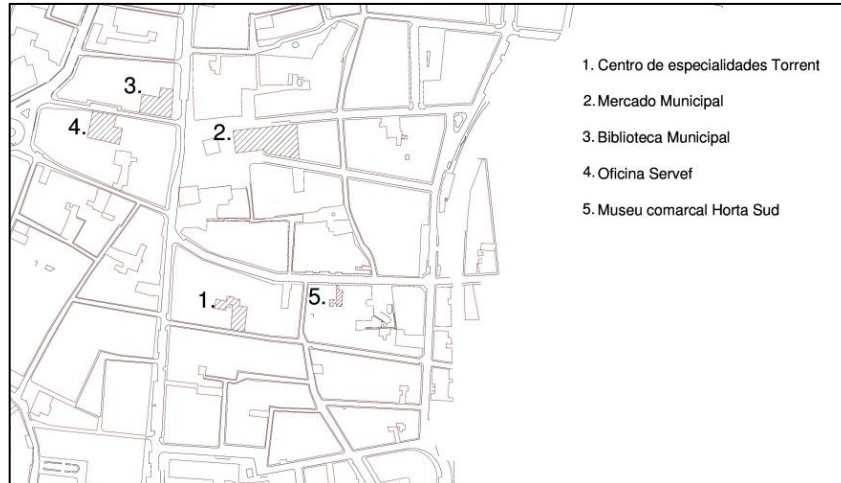 1. Centro de especialidades Torrent
2. Mercado Municipal
3. Biblioteca Municipal
4. Oficina Servef
5. Museu comarcal Horta Sud
3.
4.
2.
1.
5.